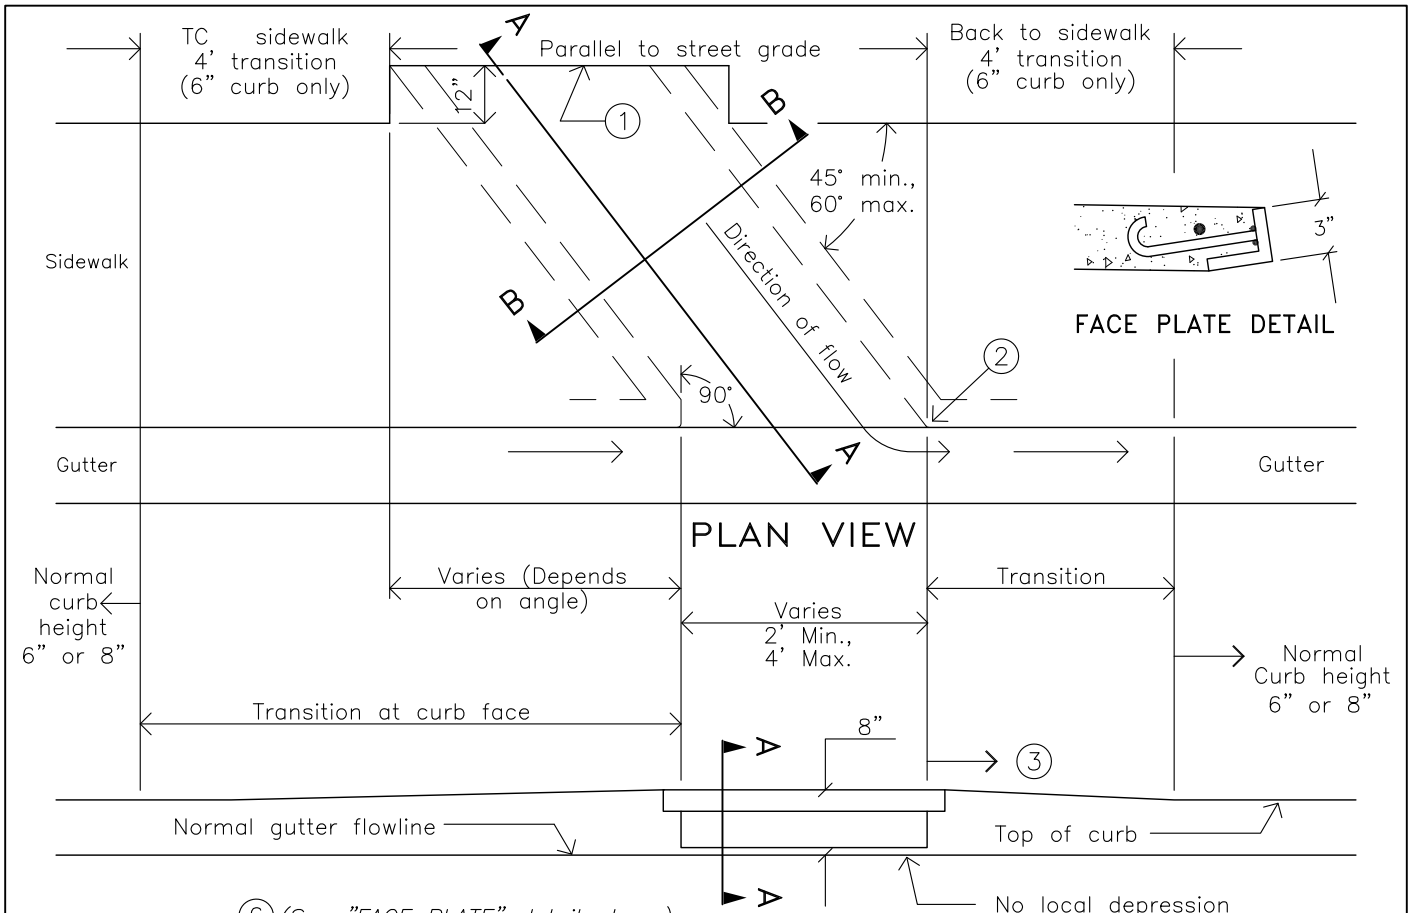 TC sidewalk
4' transition
(6" curb only)
A
Parallel to street grade
Back to sidewalk
4' transition
(6" curb only)
12"
1
B
45° min.,
60° max.
3"
Sidewalk
Direction of flow
B
FACE PLATE DETAIL
2
90°
A
Gutter
Gutter
PLAN VIEW
Varies (Depends
on angle)
Transition
Normal
curb
height
6" or 8"
Varies
2' Min.,
4' Max.
Normal
Curb height
6" or 8"
Transition at curb face
8"
A
3
Normal gutter flowline
Top of curb
A
No local depression